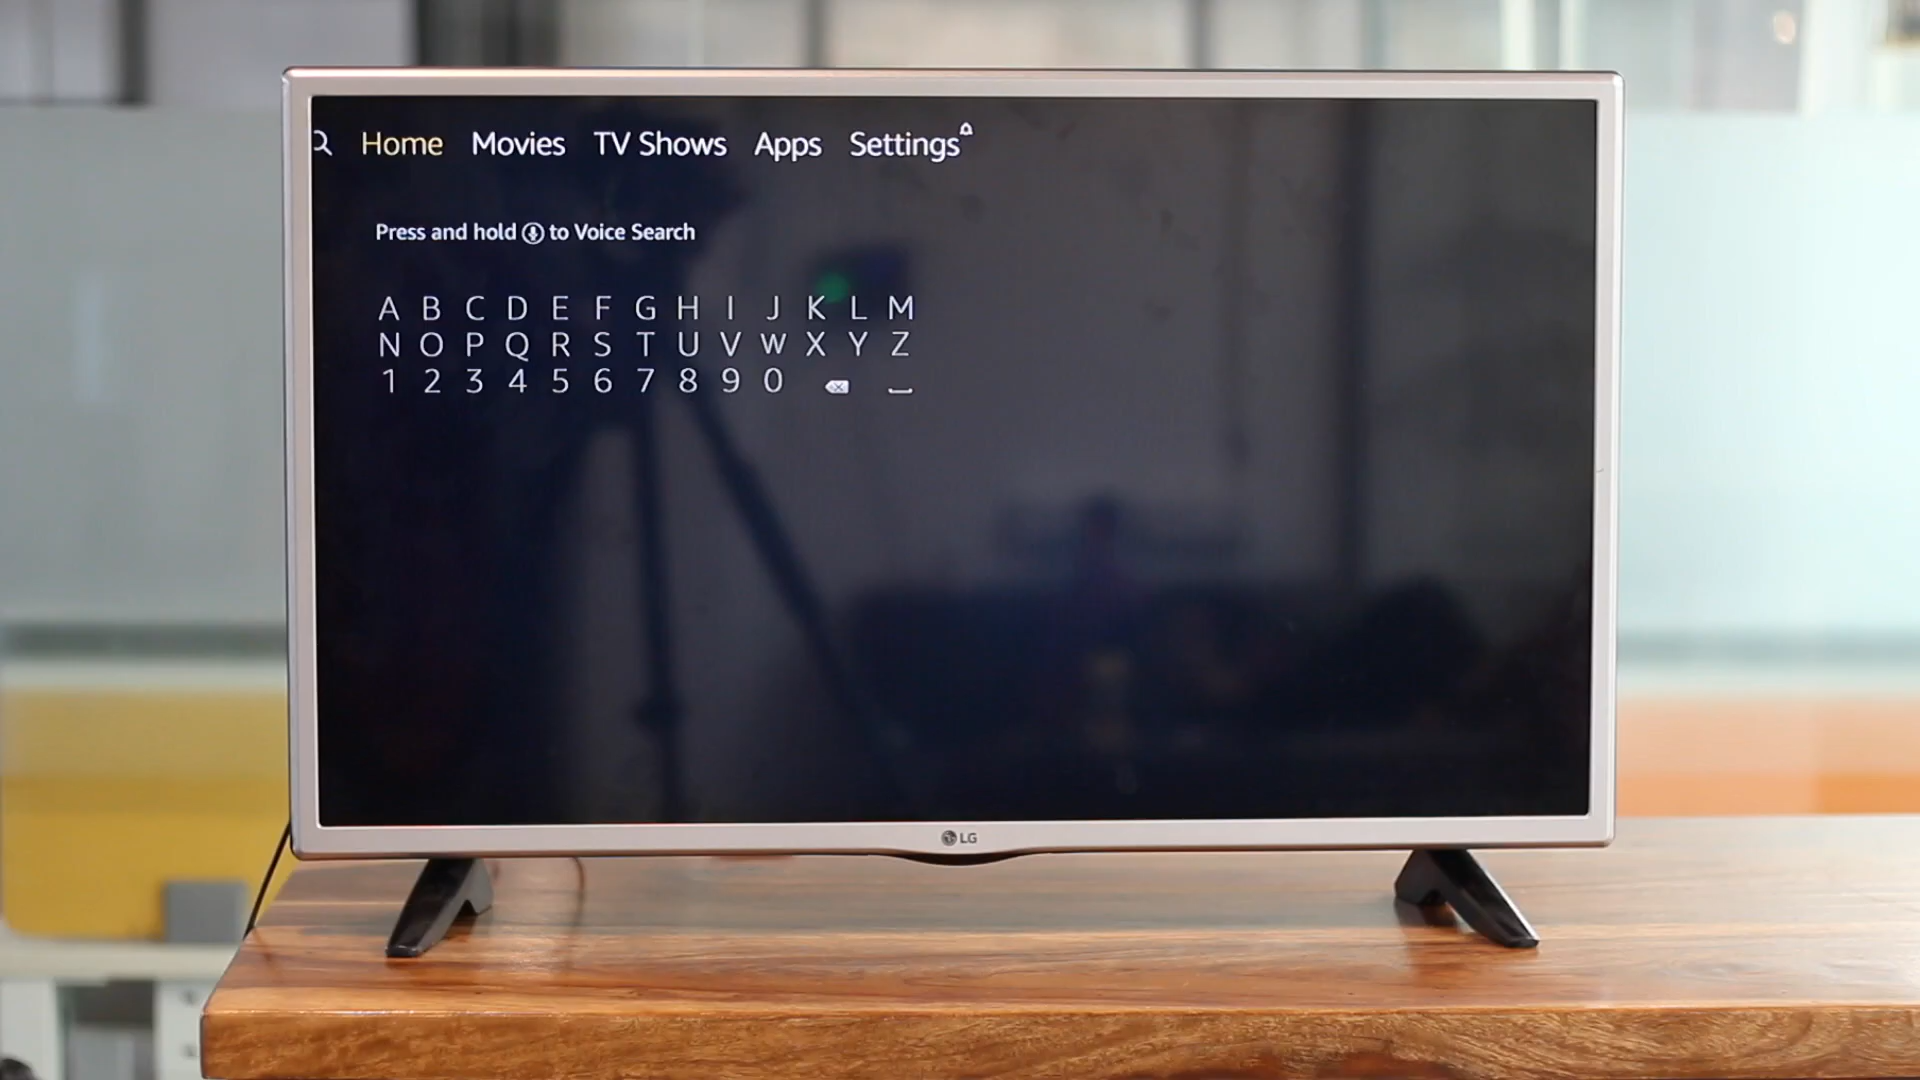 Home Movies TV Shows Apps Settings
Press and hold to Voice Search
A B C D E F G H I J K L M
N O P Q R S T U V W X Y Z
1 2 3 4 5 6 7 8 9 0
LG